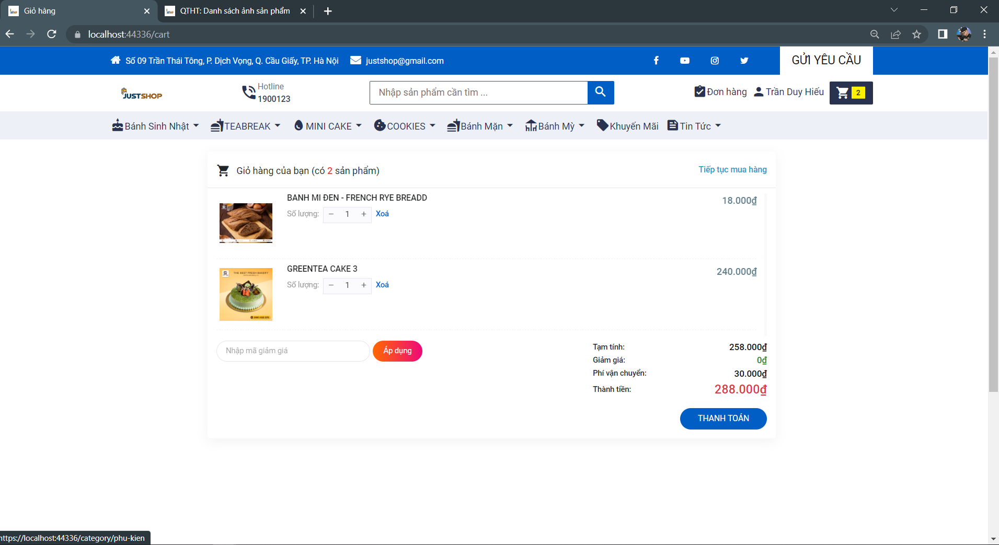 Giỏ hàng
QTHT: Danh sách ảnh sản phẩm
localhost:44336/cart
Số 09 Trần Thái Tông, P. Dịch Vọng, Q. Cầu Giấy, TP. Hà Nội
justshop@gmail.com
GỬI YÊU CẦU
JUSTSHOP
Hotline
1900123
Nhập sản phẩm cần tìm ...
Đơn hàng
Trần Duy Hiếu
2
Bánh Sinh Nhật
TEABREAK
MINI CAKE
COOKIES
Bánh Mặn
Bánh Mỳ
Khuyến Mãi
Tin Tức
Giỏ hàng của bạn (có 2 sản phẩm)
Tiếp tục mua hàng
BANH MI ĐEN - FRENCH RYE BREADD
18.000₫
Số lượng: − 1 + Xoá
GREENTEA CAKE 3
240.000₫
Số lượng: − 1 + Xoá
THE BEST FRESH BAKERY
Nhập mã giảm giá
Áp dụng
Tạm tính: 258.000₫
Giảm giá: 0₫
Phí vận chuyển: 30.000₫
Thành tiền: 288.000₫
THANH TOÁN
https://localhost:44336/category/phu-kien